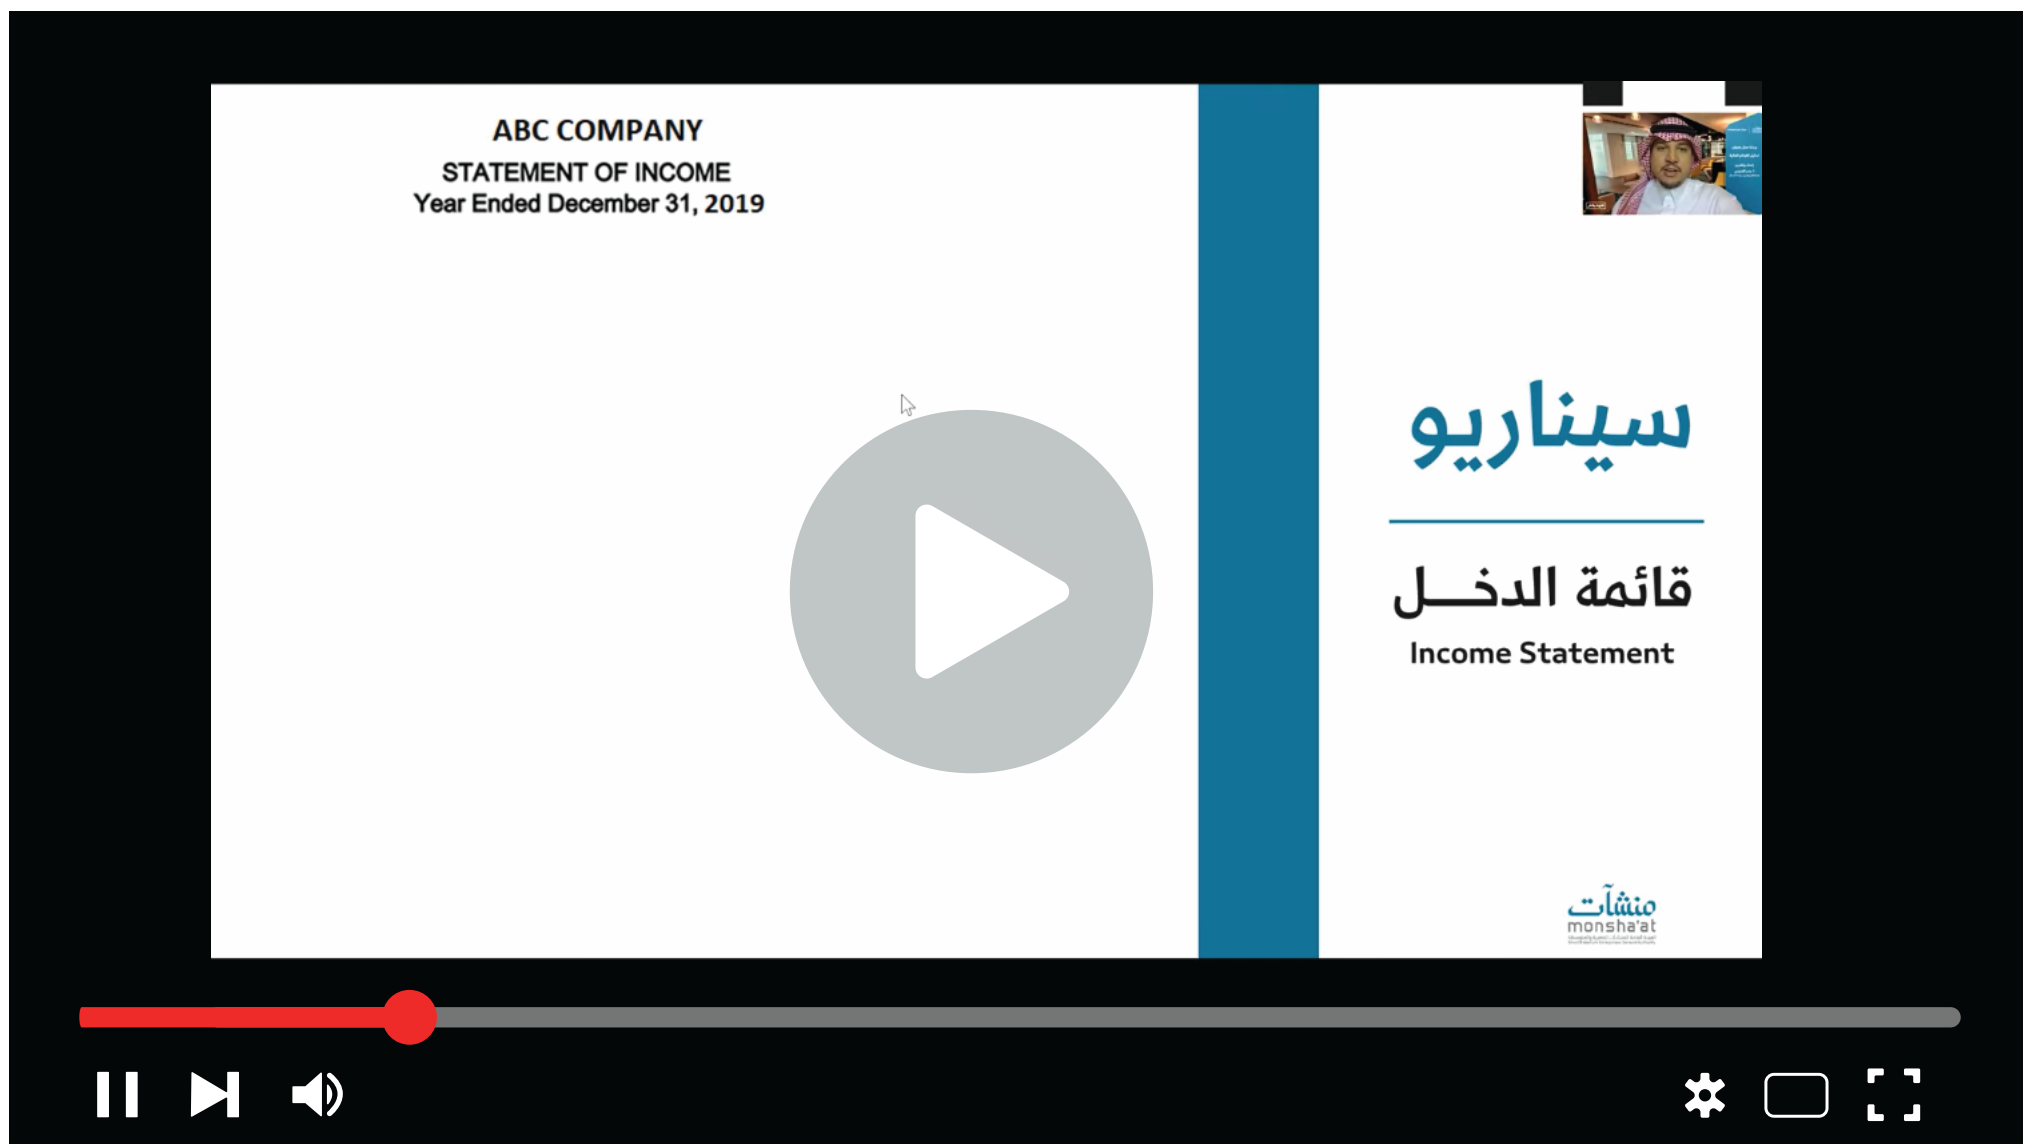 ABC COMPANY
STATEMENT OF INCOME
Year Ended December 31, 2019
سيناريو
قائمة الدخـــل
Income Statement
منشآت
monsha'at